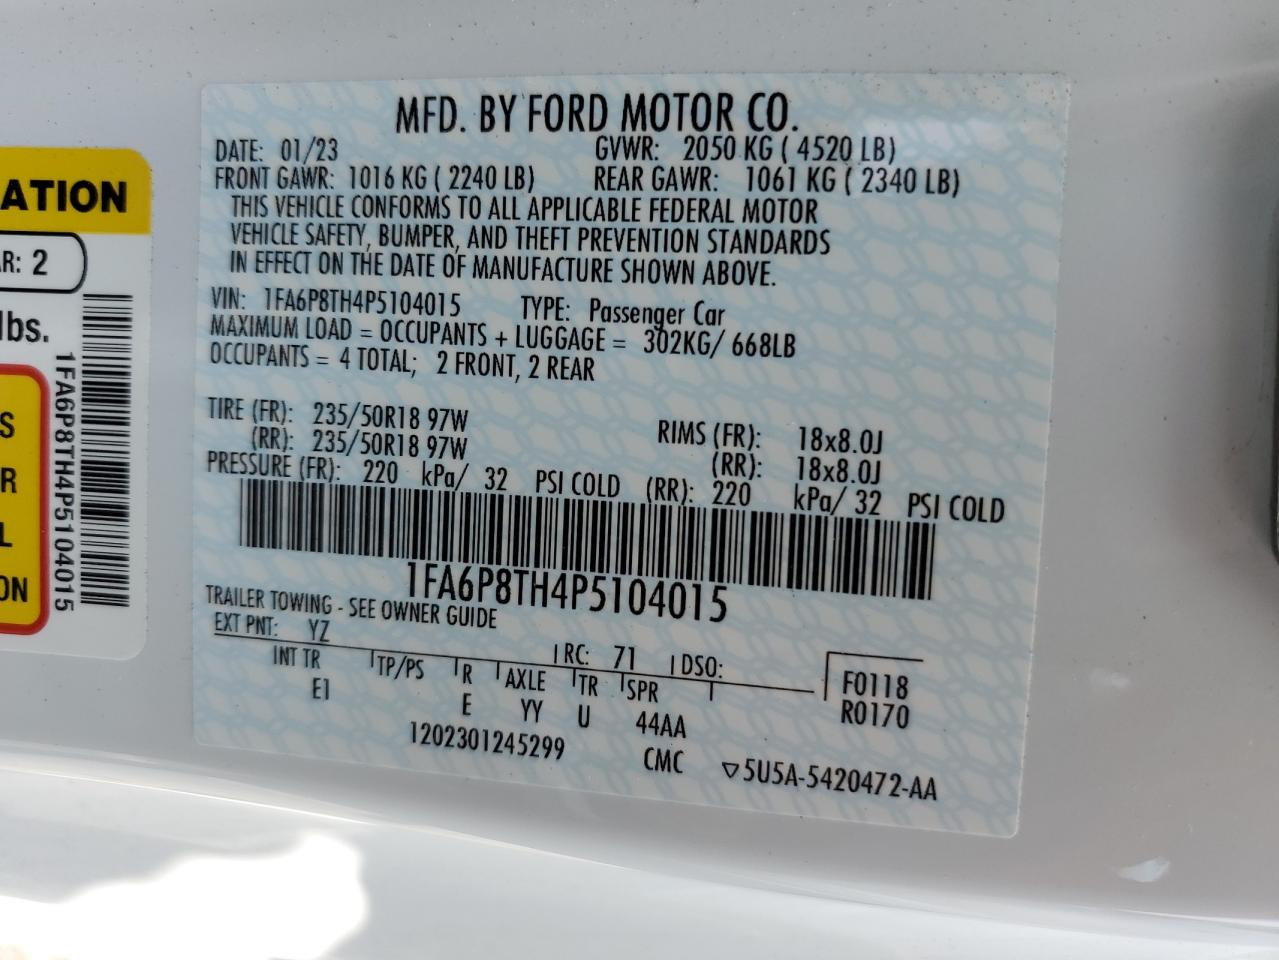 MFD. BY FORD MOTOR CO.
DATE: 01/23 GVWR: 2050 KG ( 4520 LB)
FRONT GAWR: 1016 KG ( 2240 LB) REAR GAWR: 1061 KG ( 2340 LB)
THIS VEHICLE CONFORMS TO ALL APPLICABLE FEDERAL MOTOR
VEHICLE SAFETY, BUMPER, AND THEFT PREVENTION STANDARDS
IN EFFECT ON THE DATE OF MANUFACTURE SHOWN ABOVE.
VIN: 1FA6P8TH4P5104015 TYPE: Passenger Car
MAXIMUM LOAD = OCCUPANTS + LUGGAGE = 302KG/ 668LB
OCCUPANTS = 4 TOTAL; 2 FRONT, 2 REAR
TIRE (FR): 235/50R18 97W RIMS (FR): 18x8.0J
(RR): 235/50R18 97W (RR): 18x8.0J
PRESSURE (FR): 220 kPa/ 32 PSI COLD (RR): 220 kPa/ 32 PSI COLD
1FA6P8TH4P5104015
TRAILER TOWING - SEE OWNER GUIDE
EXT PNT: YZ RC: 71 DSO:
INT TR TP/PS R AXLE TR SPR F0118
E1 E YY U 44AA R0170
1202301245299 CMC ▽5U5A-5420472-AA
ATION
AR: 2
lbs.
S
R
L
ON
1FA6P8TH4P5104015